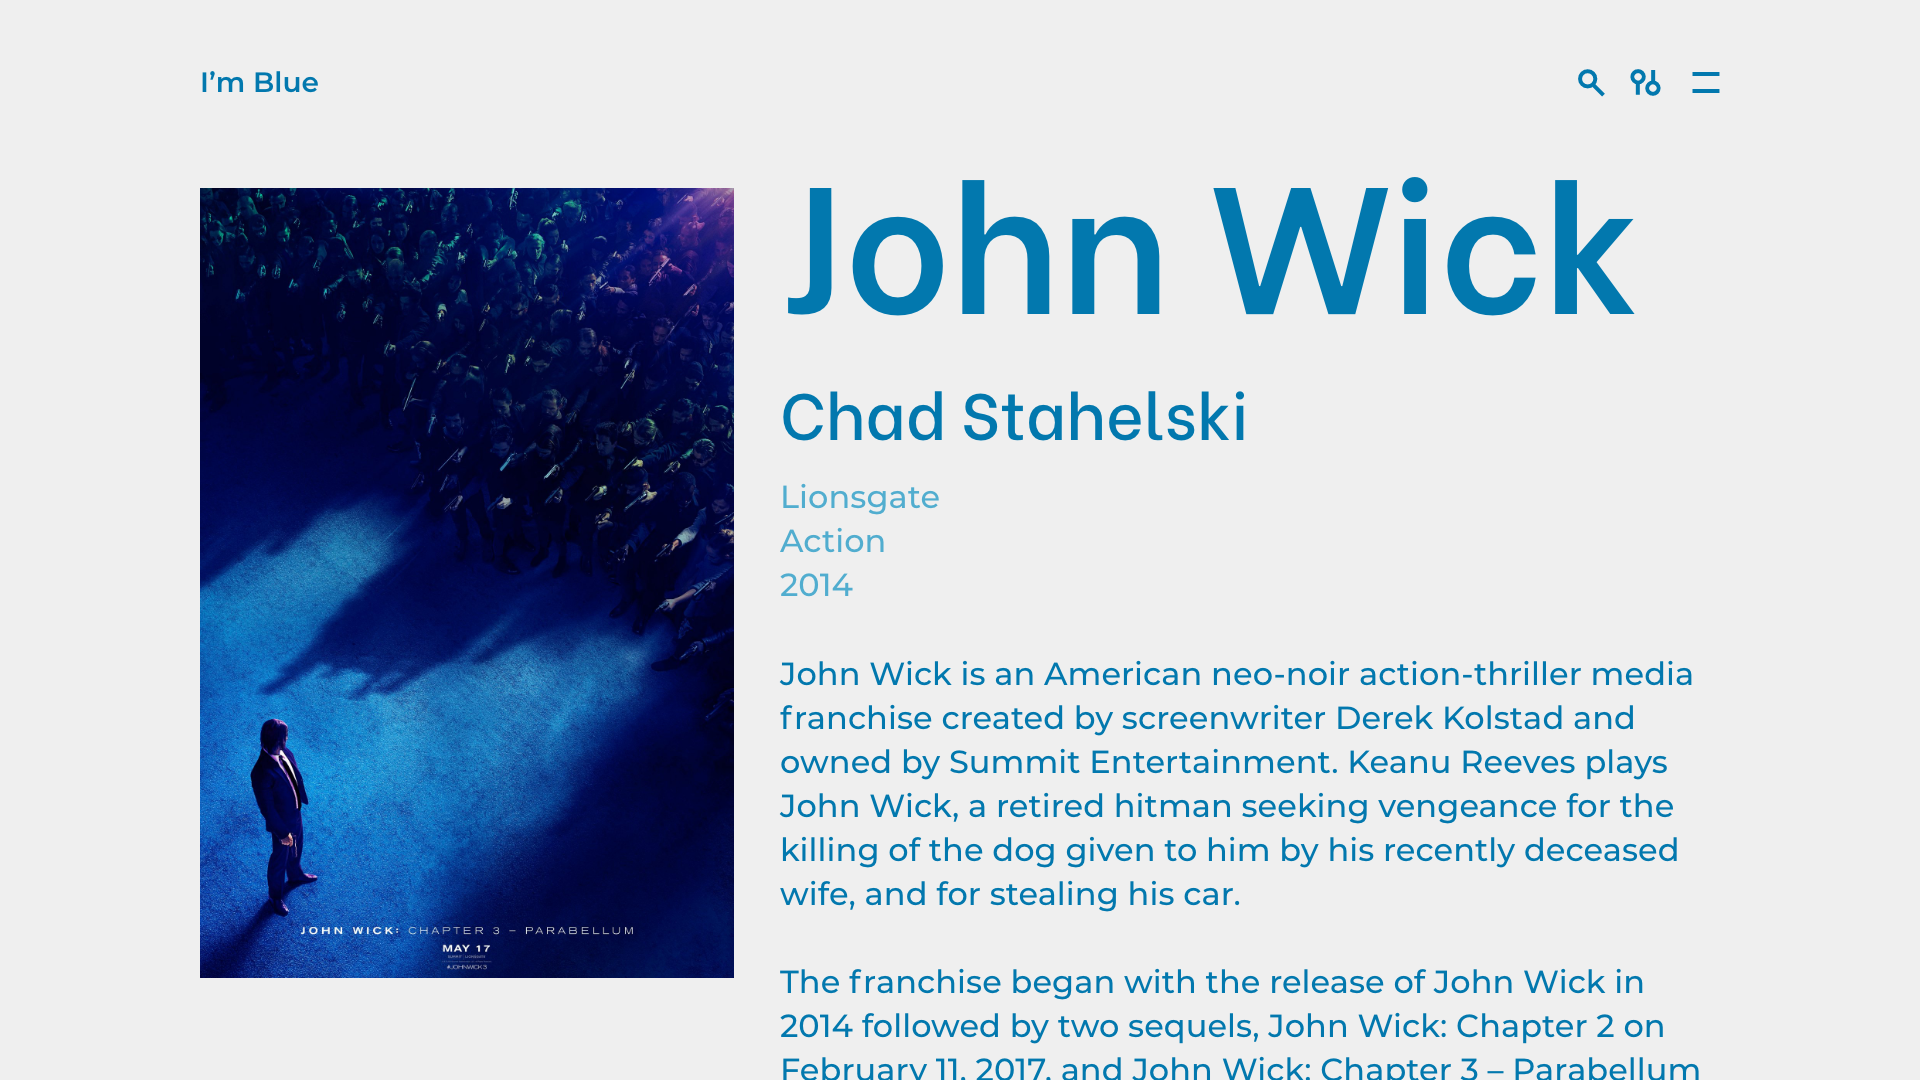 I’m Blue
John Wick
Chad Stahelski
Lionsgate
Action
2014
John Wick is an American neo-noir action-thriller media
franchise created by screenwriter Derek Kolstad and
owned by Summit Entertainment. Keanu Reeves plays
John Wick, a retired hitman seeking vengeance for the
killing of the dog given to him by his recently deceased
wife, and for stealing his car.
The franchise began with the release of John Wick in
2014 followed by two sequels, John Wick: Chapter 2 on
February 11, 2017, and John Wick: Chapter 3 – Parabellum
JOHN WICK: CHAPTER 3 – PARABELLUM
MAY 17
#JOHNWICK3